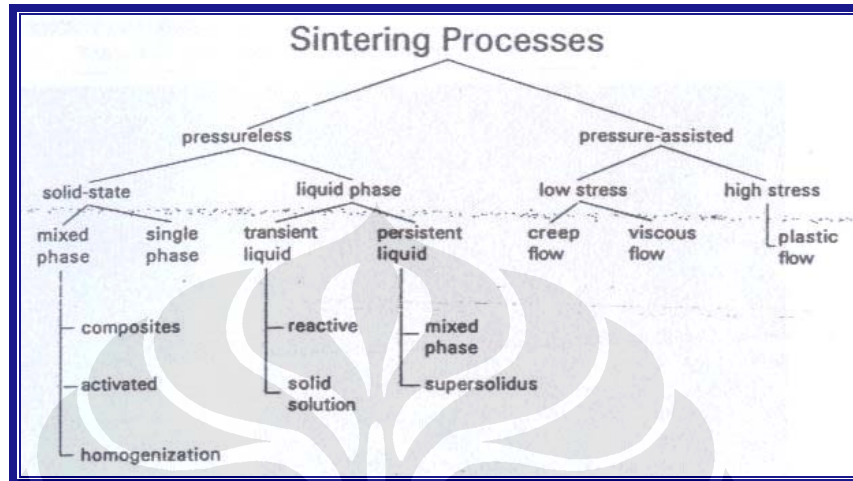 Sintering Processes
pressureless
pressure-assisted
solid-state
liquid phase
low stress
high stress
mixed
phase
single
phase
transient
liquid
persistent
liquid
creep
flow
viscous
flow
plastic
flow
composites
activated
homogenization
reactive
solid
solution
mixed
phase
supersolidus